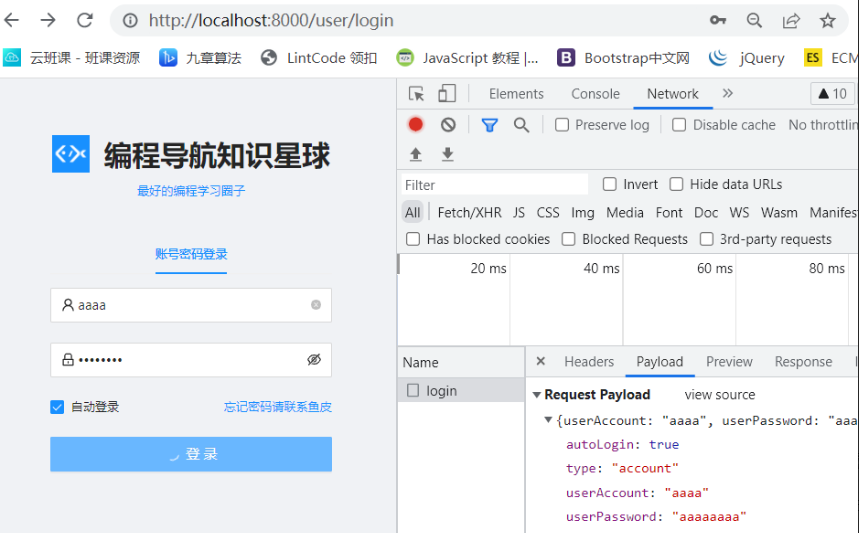 http://localhost:8000/user/login
云班课 - 班课资源 九章算法 LintCode 领扣 JavaScript 教程 |... B Bootstrap中文网 jQuery ES ECM
编程导航知识星球
最好的编程学习圈子
账号密码登录
aaaa
••••••••
自动登录 忘记密码请联系鱼皮
登 录
Elements Console Network » 10
Preserve log Disable cache No throttlin
Filter Invert Hide data URLs
All Fetch/XHR JS CSS Img Media Font Doc WS Wasm Manifes
Has blocked cookies Blocked Requests 3rd-party requests
20 ms 40 ms 60 ms 80 ms
Name × Headers Payload Preview Response
login
Request Payload view source
{userAccount: "aaaa", userPassword: "aaa
autoLogin: true
type: "account"
userAccount: "aaaa"
userPassword: "aaaaaaaa"